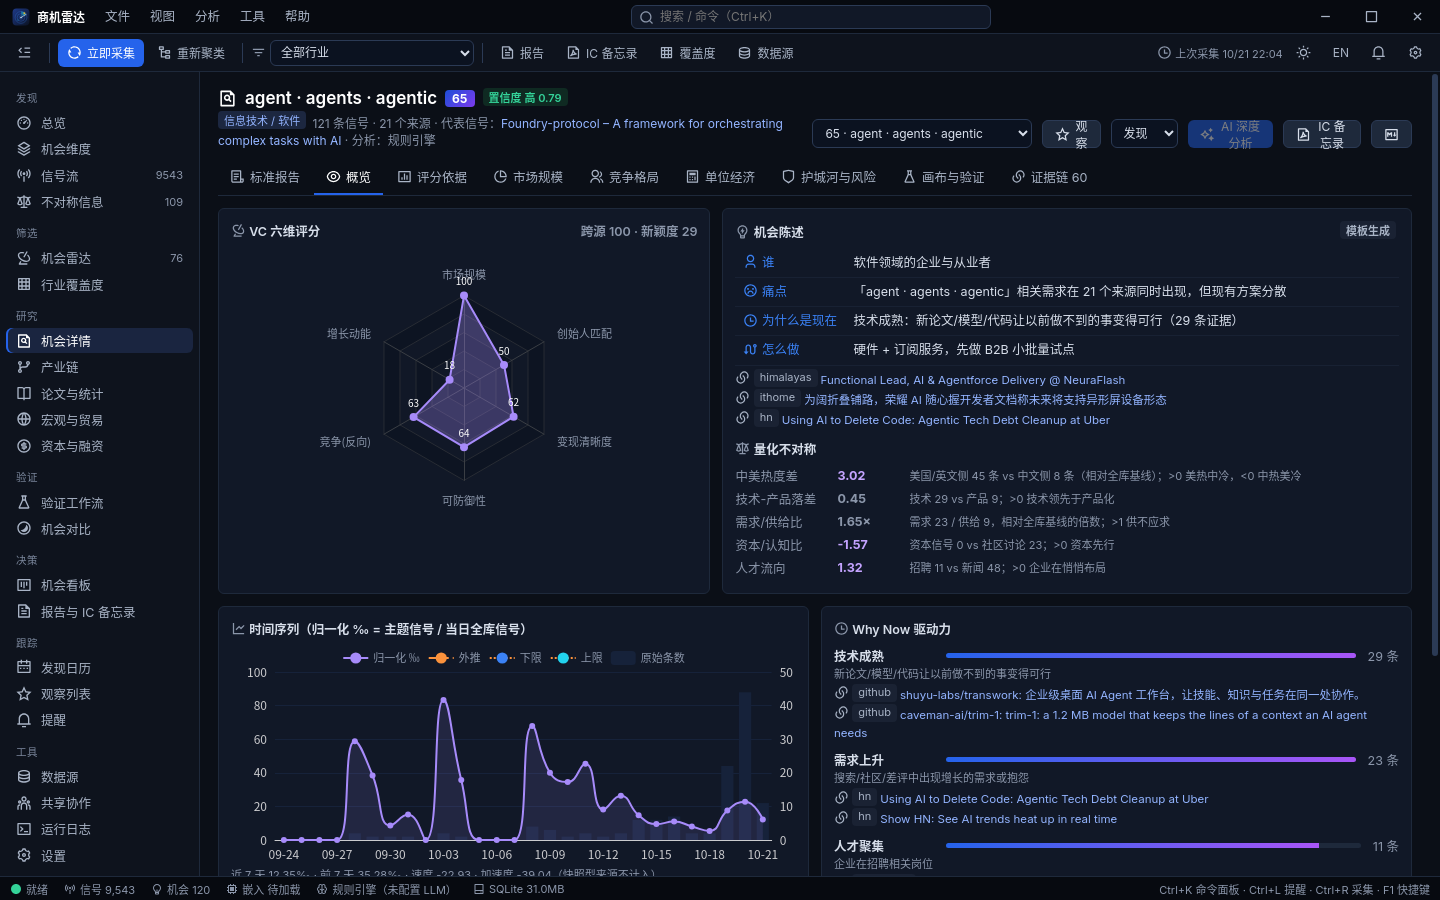 商机雷达 文件 视图 分析 工具 帮助 搜索 / 命令（Ctrl+K）
立即采集 重新聚类 全部行业 报告 IC 备忘录 覆盖度 数据源 上次采集 10/21 22:04 EN
发现
总览
机会维度
信号流 9543
不对称信息 109
筛选
机会雷达 76
行业覆盖度
研究
机会详情
产业链
论文与统计
宏观与贸易
资本与融资
验证
验证工作流
机会对比
决策
机会看板
报告与 IC 备忘录
跟踪
发现日历
观察列表
提醒
工具
数据源
共享协作
运行日志
设置
agent · agents · agentic 65 置信度 高 0.79
信息技术 / 软件 121 条信号 · 21 个来源 · 代表信号：Foundry-protocol – A framework for orchestrating
complex tasks with AI · 分析：规则引擎
65 · agent · agents · agentic 观察 发现 AI 深度分析 IC 备忘录
标准报告 概览 评分依据 市场规模 竞争格局 单位经济 护城河与风险 画布与验证 证据链 60
VC 六维评分 跨源 100 · 新颖度 29
市场规模
100
增长动能 创始人匹配
50
18
63 62
竞争(反向) 64 变现清晰度
可防御性
机会陈述 模板生成
谁 软件领域的企业与从业者
痛点 「agent · agents · agentic」相关需求在 21 个来源同时出现，但现有方案分散
为什么是现在 技术成熟：新论文/模型/代码让以前做不到的事变得可行（29 条证据）
怎么做 硬件 + 订阅服务，先做 B2B 小批量试点
himalayas Functional Lead, AI & Agentforce Delivery @ NeuraFlash
ithome 为阔折叠铺路，荣耀 AI 随心握开发者文档称未来将支持异形屏设备形态
hn Using AI to Delete Code: Agentic Tech Debt Cleanup at Uber
量化不对称
中美热度差 3.02 美国/英文侧 45 条 vs 中文侧 8 条（相对全库基线）；>0 美热中冷，<0 中热美冷
技术-产品落差 0.45 技术 29 vs 产品 9；>0 技术领先于产品化
需求/供给比 1.65× 需求 23 / 供给 9，相对全库基线的倍数；>1 供不应求
资本/认知比 -1.57 资本信号 0 vs 社区讨论 23；>0 资本先行
人才流向 1.32 招聘 11 vs 新闻 48；>0 企业在悄悄布局
时间序列（归一化 ‰ = 主题信号 / 当日全库信号）
归一化 ‰ 外推 下限 上限 原始条数
100 50
80 40
60 30
40 20
20 10
0 0
09-24 09-27 09-30 10-03 10-06 10-09 10-12 10-15 10-18 10-21
近 7 天 12.35‰ · 前 7 天 35.28‰ · 速度 -22.93 · 加速度 -39.04（快照型来源不计入）
Why Now 驱动力
技术成熟 29 条
新论文/模型/代码让以前做不到的事变得可行
github shuyu-labs/transwork: 企业级桌面 AI Agent 工作台，让技能、知识与任务在同一处协作。
github caveman-ai/trim-1: trim-1: a 1.2 MB model that keeps the lines of a context an AI agent
needs
需求上升 23 条
搜索/社区/差评中出现增长的需求或抱怨
hn Using AI to Delete Code: Agentic Tech Debt Cleanup at Uber
hn Show HN: See AI trends heat up in real time
人才聚集 11 条
企业在招聘相关岗位
就绪 信号 9,543 机会 120 嵌入 待加载 规则引擎（未配置 LLM） SQLite 31.0MB Ctrl+K 命令面板 · Ctrl+L 提醒 · Ctrl+R 采集 · F1 快捷键